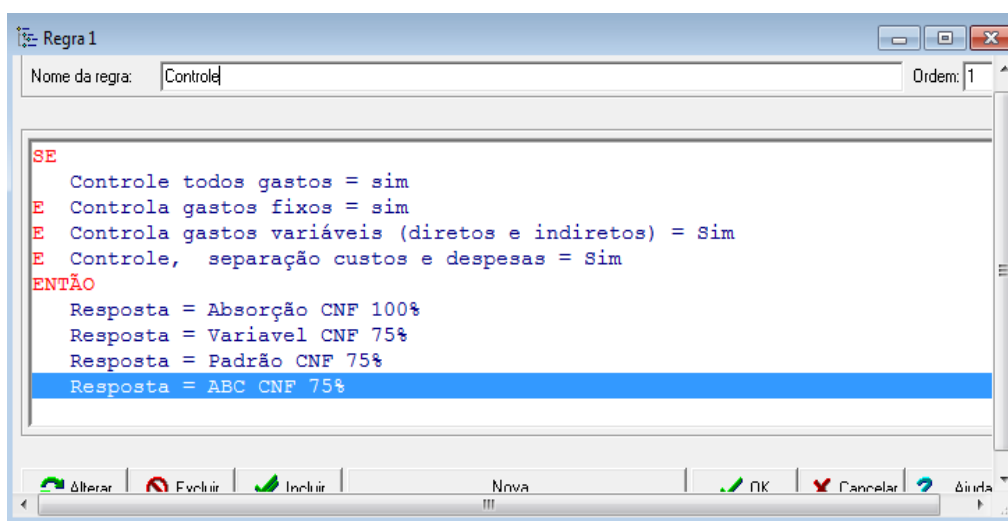 Regra 1
Nome da regra: Controle Ordem: 1
SE
Controle todos gastos = sim
E Controla gastos fixos = sim
E Controla gastos variáveis (diretos e indiretos) = Sim
E Controle, separação custos e despesas = Sim
ENTÃO
Resposta = Absorção CNF 100%
Resposta = Variavel CNF 75%
Resposta = Padrão CNF 75%
Resposta = ABC CNF 75%
Alterar Excluir Incluir Nova OK Cancelar Ajuda